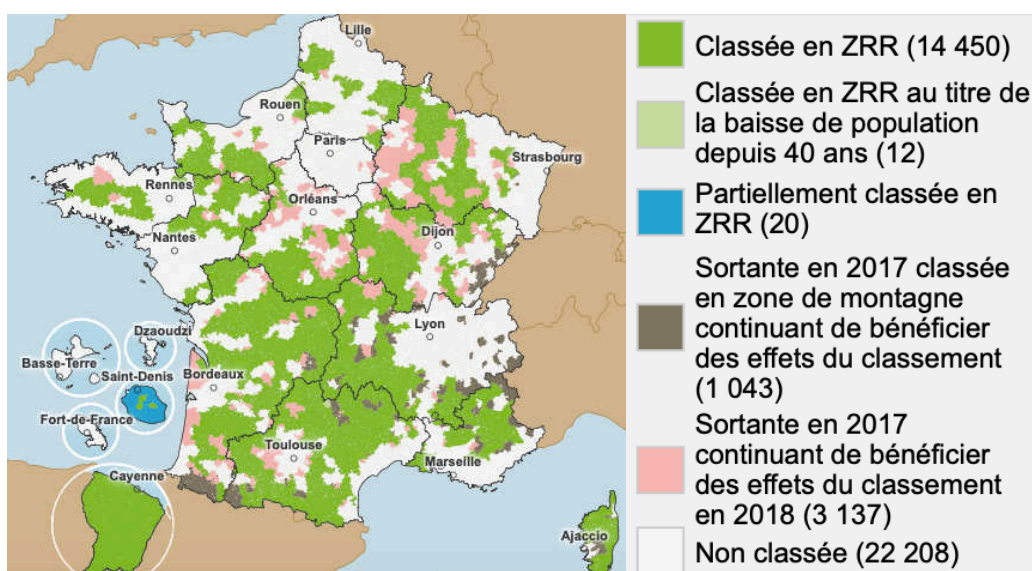 Lille
Rouen
Paris
Strasbourg
Rennes
Orléans
Nantes
Dijon
Lyon
Dzaoudzi
Basse-Terre
Saint-Denis
Bordeaux
Fort-de-France
Toulouse
Marseille
Cayenne
Ajaccio
Classée en ZRR (14 450)
Classée en ZRR au titre de
la baisse de population
depuis 40 ans (12)
Partiellement classée en
ZRR (20)
Sortante en 2017 classée
en zone de montagne
continuant de bénéficier
des effets du classement
(1 043)
Sortante en 2017
continuant de bénéficier
des effets du classement
en 2018 (3 137)
Non classée (22 208)